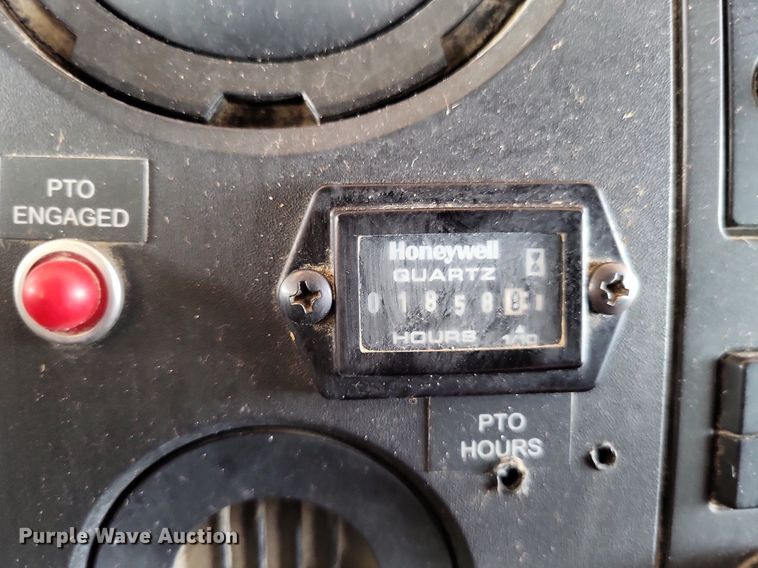 PTO
ENGAGED
Honeywell
QUARTZ
0 1 8 5 8
HOURS 1/10
PTO
HOURS
Purple Wave Auction